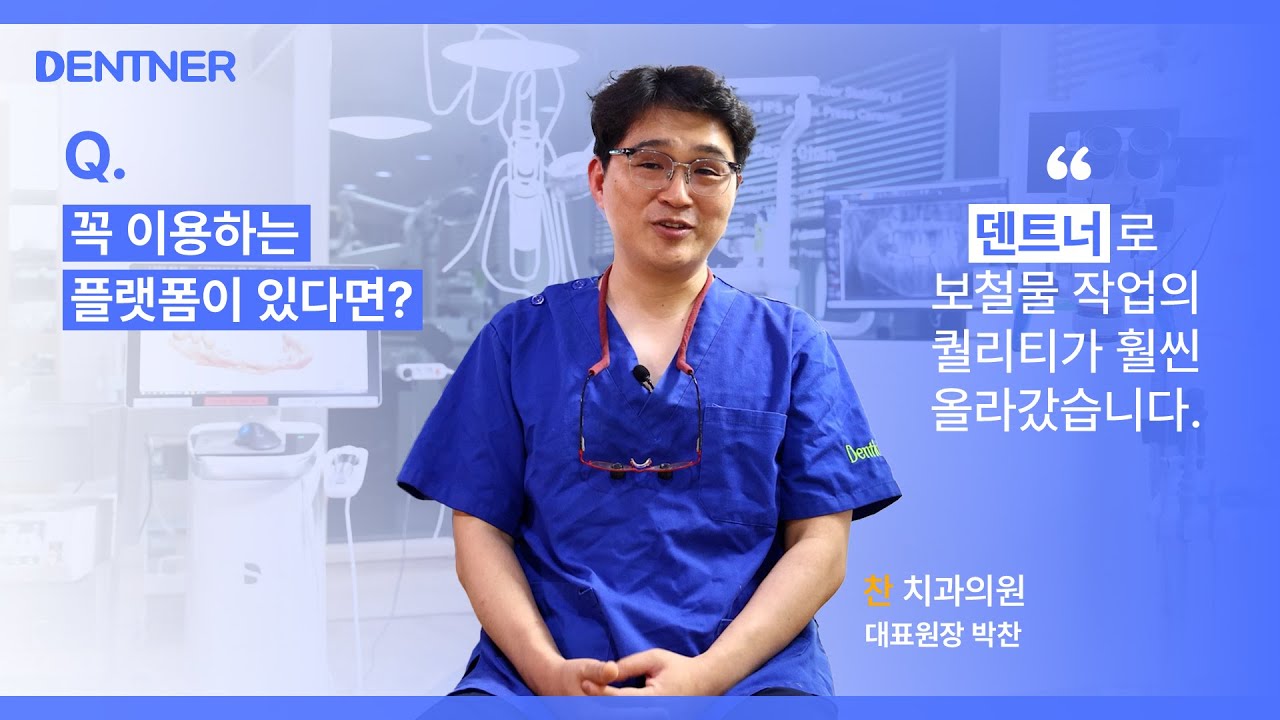 DENTNER
Q.
꼭 이용하는
플랫폼이 있다면?
“
덴트너로
보철물 작업의
퀄리티가 훨씬
올라갔습니다.
찬 치과의원
대표원장 박찬